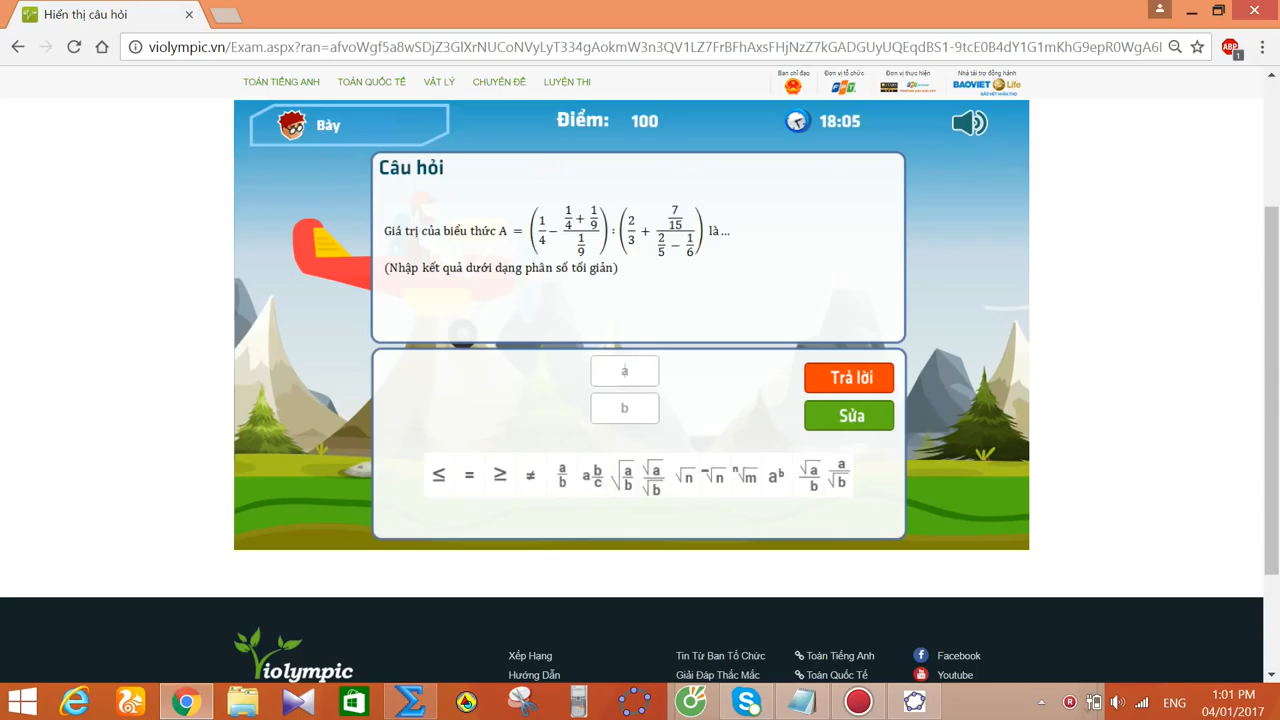 Hiển thị câu hỏi
violympic.vn/Exam.aspx?ran=afvoWgf5a8wSDjZ3GlXrNUCoNVyLyT334gAokmW3n3QV1LZ7FrBFhAxsFHjNzZ7kGADGUyUQEqdBS1-9tcE0B4dY1G1mKhG9epR0WgA6l
ABP
1
TOÁN TIẾNG ANH TOÁN QUỐC TẾ VẬT LÝ CHUYÊN ĐỀ LUYỆN THI
Ban chỉ đạo Đơn vị tổ chức Đơn vị thực hiện Nhà tài trợ đồng hành
FPT BAOVIET Life
Bảy Điểm: 100 18:05
Câu hỏi
Giá trị của biểu thức A = (1/4 − (1/4 + 1/9)/(1/9)) : (2/3 + (7/15)/(2/5 − 1/6)) là ...
(Nhập kết quả dưới dạng phân số tối giản)
a
Trả lời
b
Sửa
≤ = ≥ ≠ a/b a b/c √(a/b) √a/√b √n −√n ⁿ√m aᵇ √a/b a/√b
iolympic
Xếp Hạng Tin Từ Ban Tổ Chức Toán Tiếng Anh Facebook
Hướng Dẫn Giải Đáp Thắc Mắc Toán Quốc Tế Youtube
ENG
1:01 PM
04/01/2017